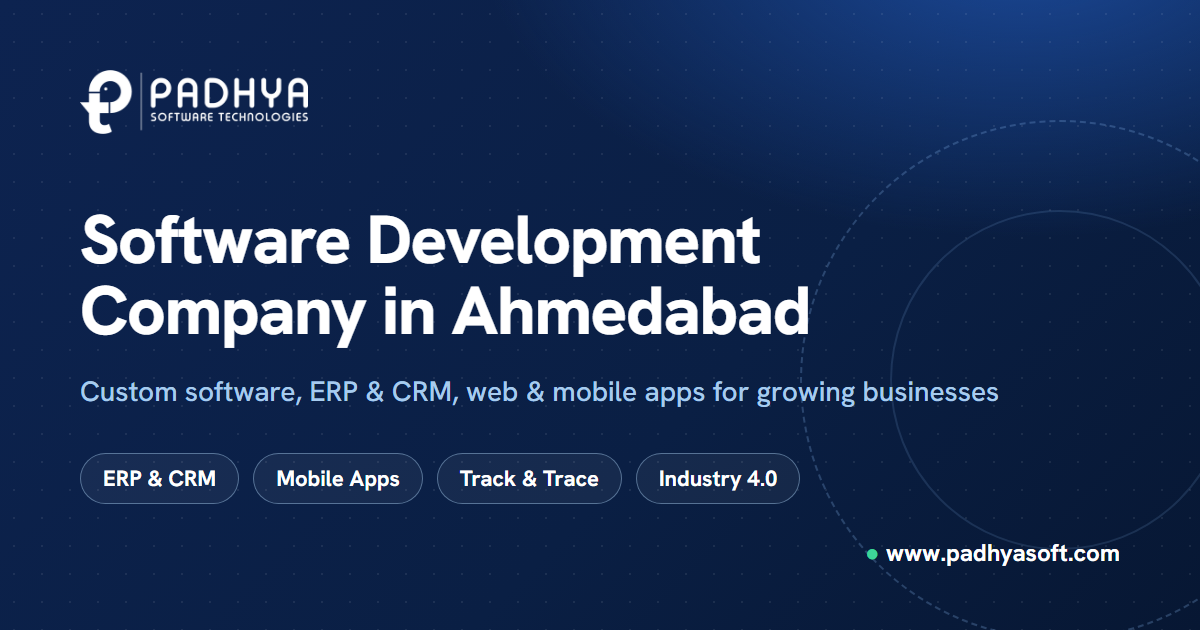 PADHYA
SOFTWARE TECHNOLOGIES
Software Development
Company in Ahmedabad
Custom software, ERP & CRM, web & mobile apps for growing businesses
ERP & CRM
Mobile Apps
Track & Trace
Industry 4.0
www.padhyasoft.com